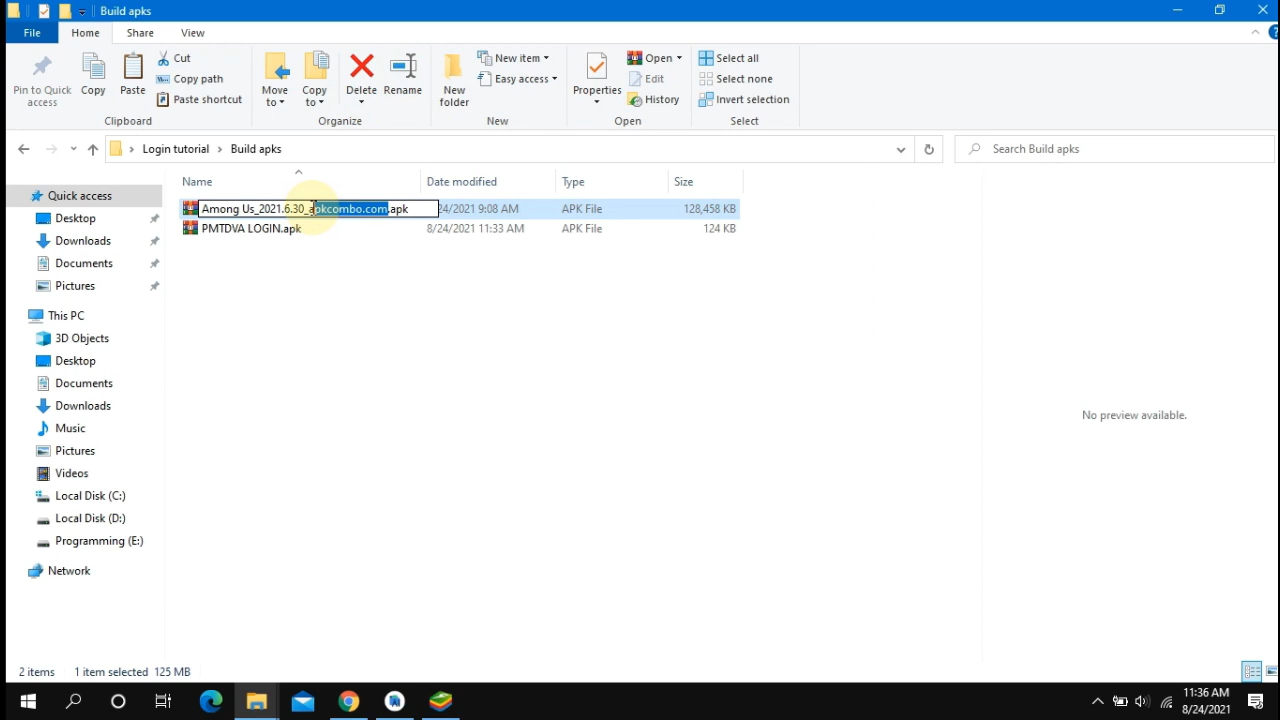 Build apks
File Home Share View
Pin to Quick access
Copy
Paste
Cut
Copy path
Paste shortcut
Clipboard
Move to
Copy to
Delete
Rename
Organize
New folder
New item
Easy access
New
Properties
Open
Edit
History
Open
Select all
Select none
Invert selection
Select
Login tutorial Build apks
Search Build apks
Name Date modified Type Size
Among Us_2021.6.30_apkcombo.com.apk 24/2021 9:08 AM APK File 128,458 KB
PMTDVA LOGIN.apk 8/24/2021 11:33 AM APK File 124 KB
Quick access
Desktop
Downloads
Documents
Pictures
This PC
3D Objects
Desktop
Documents
Downloads
Music
Pictures
Videos
Local Disk (C:)
Local Disk (D:)
Programming (E:)
Network
No preview available.
2 items 1 item selected 125 MB
11:36 AM
8/24/2021